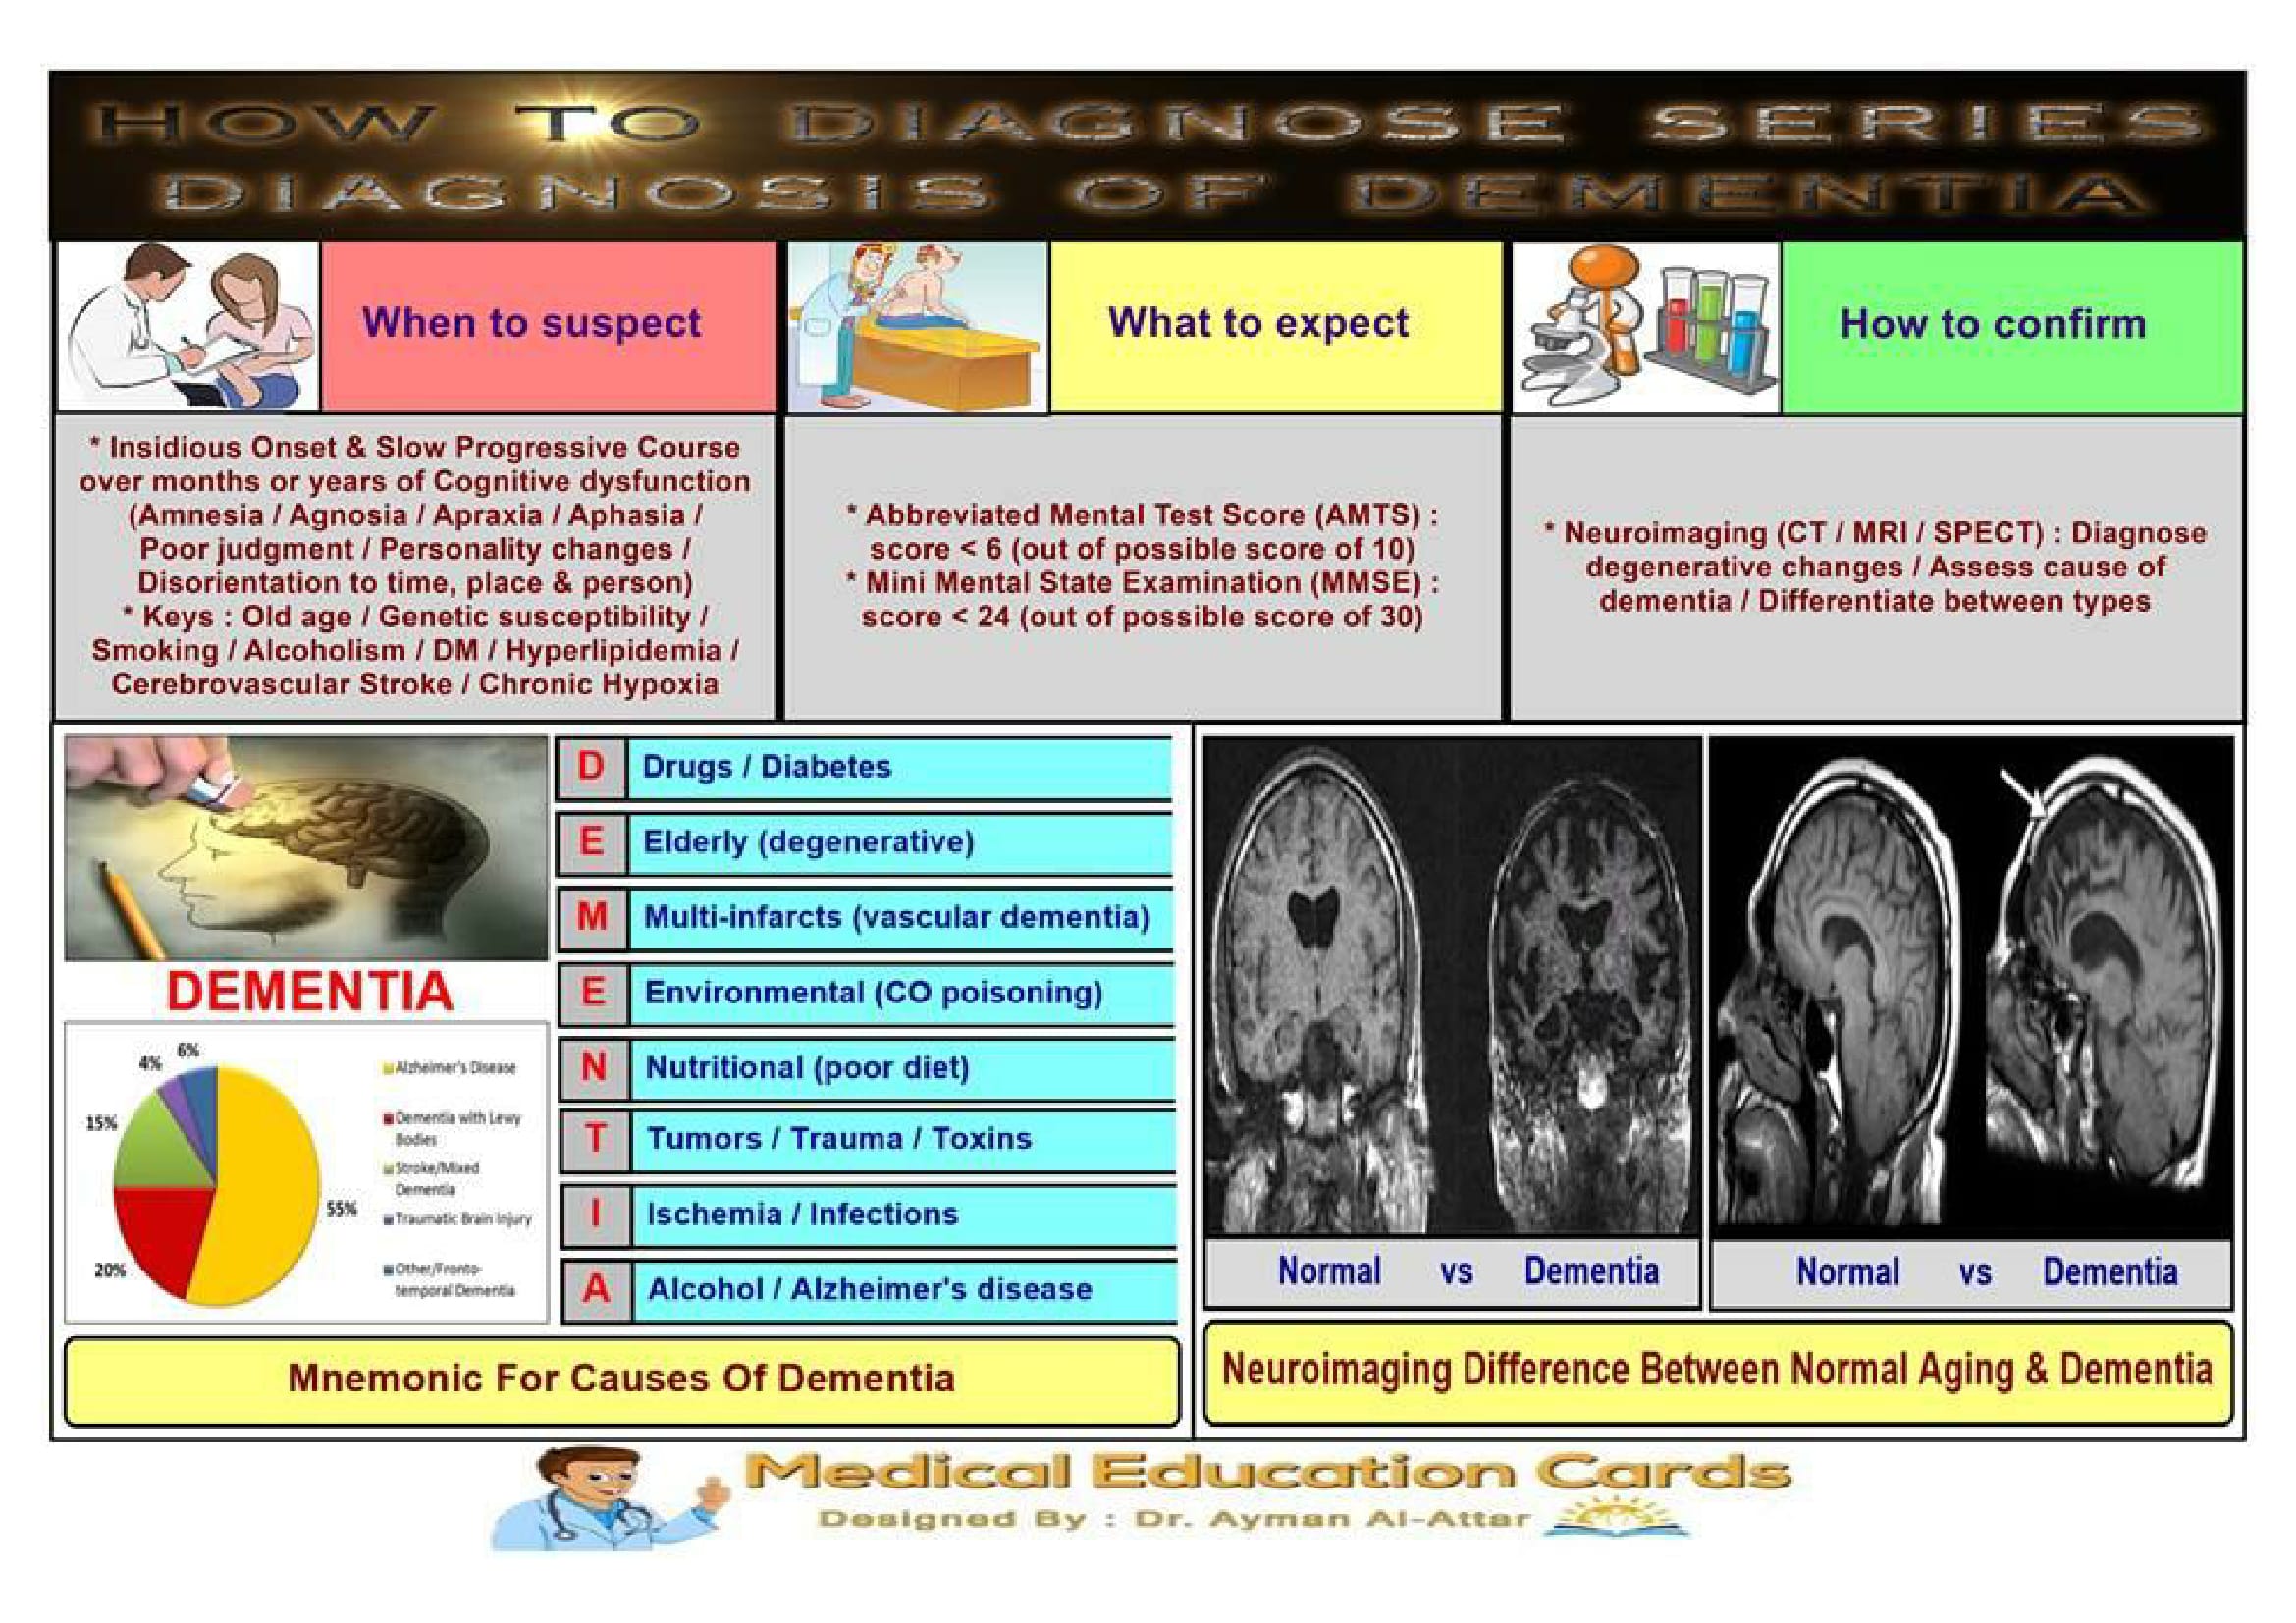 HOW TO DIAGNOSE SERIES
DIAGNOSIS OF DEMENTIA
When to suspect
What to expect
How to confirm
* Insidious Onset & Slow Progressive Course
over months or years of Cognitive dysfunction
(Amnesia / Agnosia / Apraxia / Aphasia /
Poor judgment / Personality changes /
Disorientation to time, place & person)
* Keys : Old age / Genetic susceptibility /
Smoking / Alcoholism / DM / Hyperlipidemia /
Cerebrovascular Stroke / Chronic Hypoxia
* Abbreviated Mental Test Score (AMTS) :
score < 6 (out of possible score of 10)
* Mini Mental State Examination (MMSE) :
score < 24 (out of possible score of 30)
* Neuroimaging (CT / MRI / SPECT) : Diagnose
degenerative changes / Assess cause of
dementia / Differentiate between types
DEMENTIA
4%
6%
15%
20%
55%
Alzheimer's Disease
Dementia with Lewy
Bodies
Stroke/Mixed
Dementia
Traumatic Brain Injury
Other/Fronto-
temporal Dementia
D Drugs / Diabetes
E Elderly (degenerative)
M Multi-infarcts (vascular dementia)
E Environmental (CO poisoning)
N Nutritional (poor diet)
T Tumors / Trauma / Toxins
I Ischemia / Infections
A Alcohol / Alzheimer's disease
Mnemonic For Causes Of Dementia
Normal vs Dementia
Normal vs Dementia
Neuroimaging Difference Between Normal Aging & Dementia
Medical Education Cards
Designed By : Dr. Ayman Al-Attar